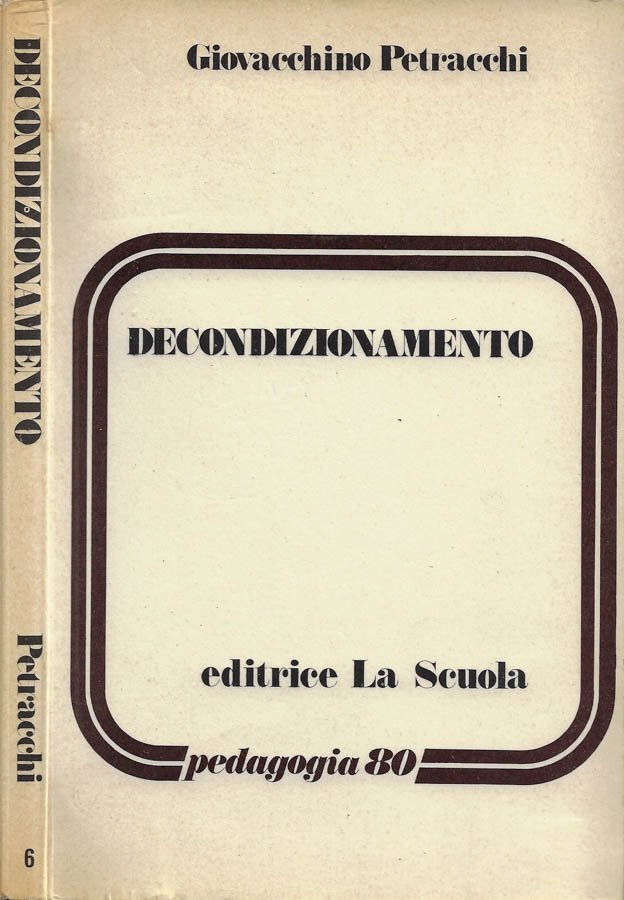 DECONDIZIONAMENTO
Petracchi
6
Giovacchino Petracchi
DECONDIZIONAMENTO
editrice La Scuola
pedagogia 80